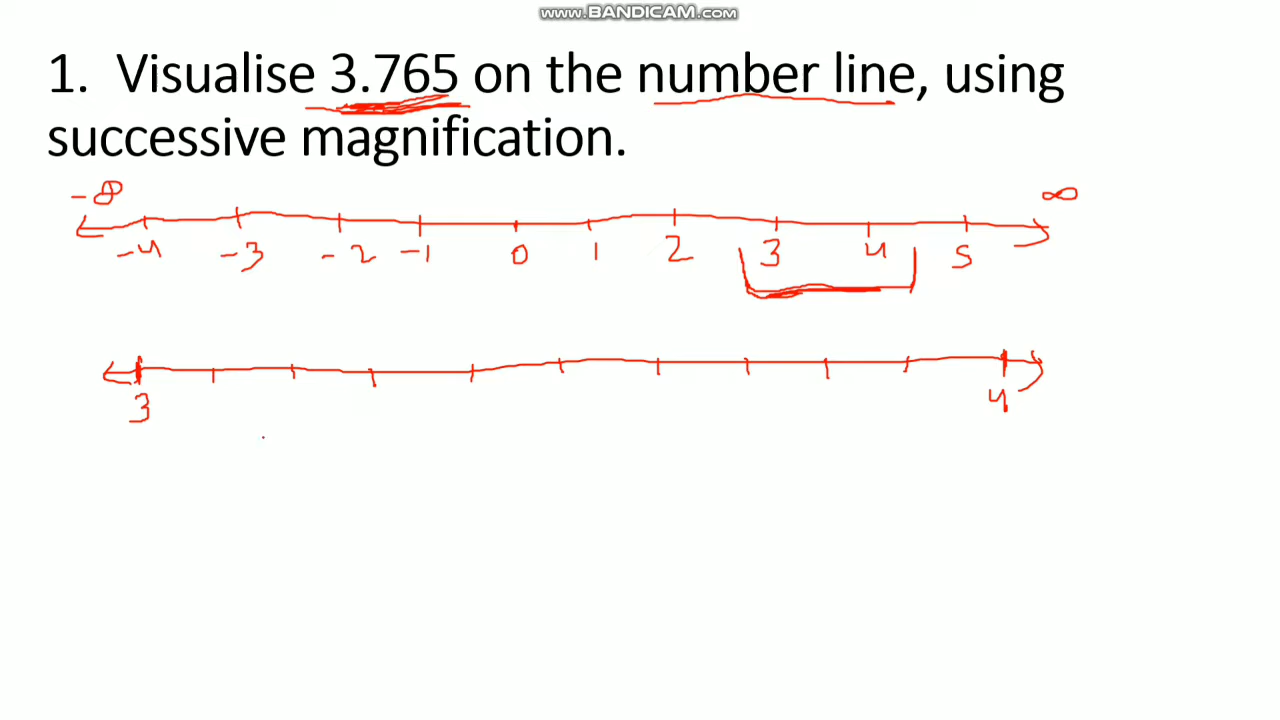 www.BANDICAM.com
1. Visualise 3.765 on the number line, using
successive magnification.
-∞ ∞
-4 -3 -2 -1 0 1 2 3 4 5
3 4